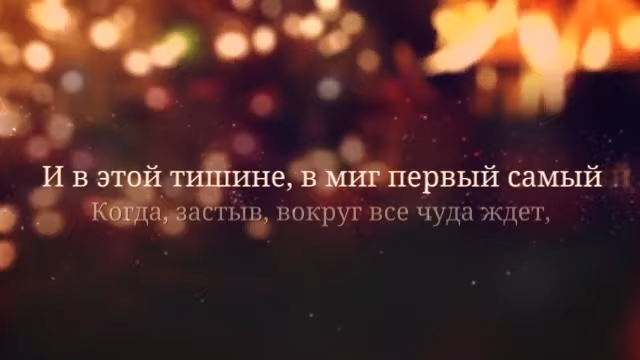 И в этой тишине, в миг первый самый
Когда, застыв, вокруг все чуда ждет,